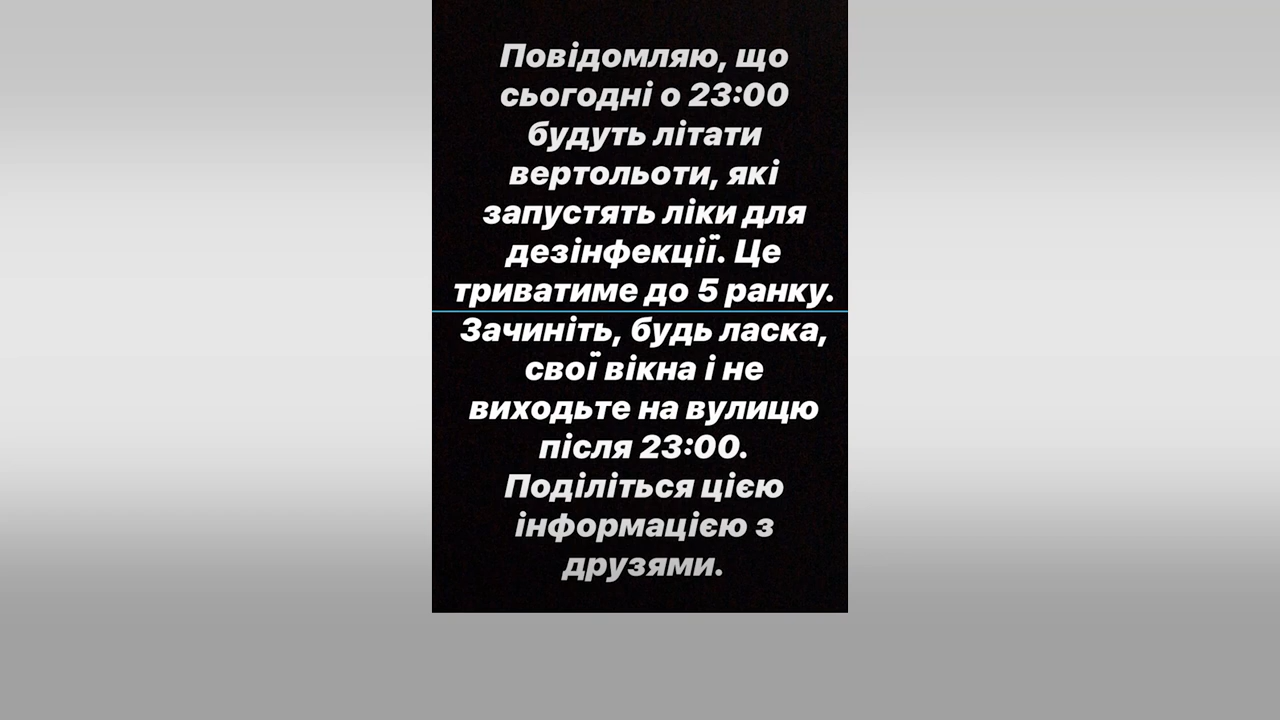 Повідомляю, що
сьогодні о 23:00
будуть літати
вертольоти, які
запустять ліки для
дезінфекції. Це
триватиме до 5 ранку.
Зачиніть, будь ласка,
свої вікна і не
виходьте на вулицю
після 23:00.
Поділіться цією
інформацією з
друзями.